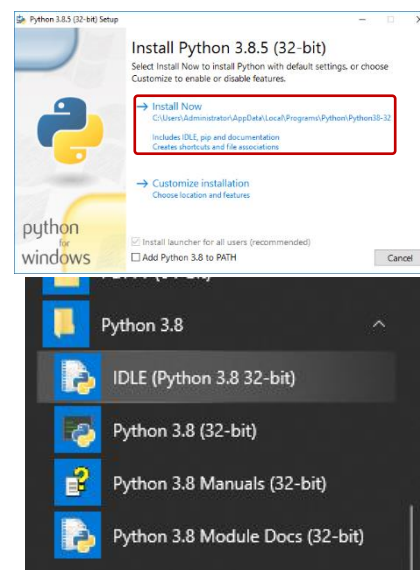 Python 3.8.5 (32-bit) Setup
Install Python 3.8.5 (32-bit)
Select Install Now to install Python with default settings, or choose
Customize to enable or disable features.
→ Install Now
C:\Users\Administrator\AppData\Local\Programs\Python\Python38-32
Includes IDLE, pip and documentation
Creates shortcuts and file associations
→ Customize installation
Choose location and features
python
for
windows
Install launcher for all users (recommended)
Add Python 3.8 to PATH
Cancel
Python 3.8
IDLE (Python 3.8 32-bit)
Python 3.8 (32-bit)
Python 3.8 Manuals (32-bit)
Python 3.8 Module Docs (32-bit)